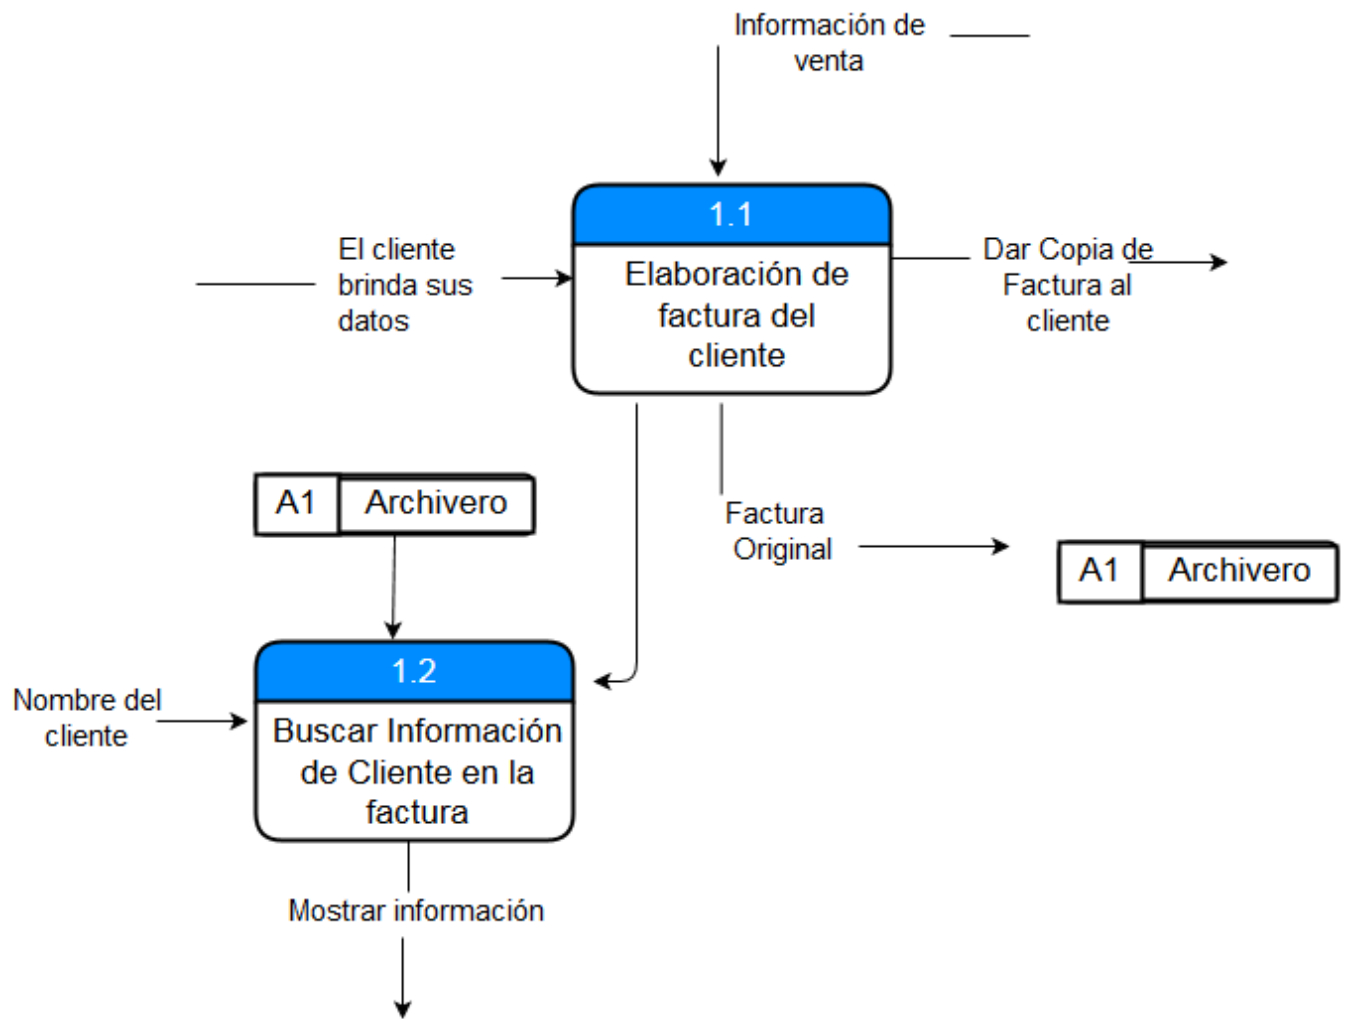 Información de
venta
1.1
El cliente
brinda sus
datos
Elaboración de
factura del
cliente
Dar Copia de
Factura al
cliente
A1 Archivero
Factura
Original
A1 Archivero
1.2
Nombre del
cliente
Buscar Información
de Cliente en la
factura
Mostrar información